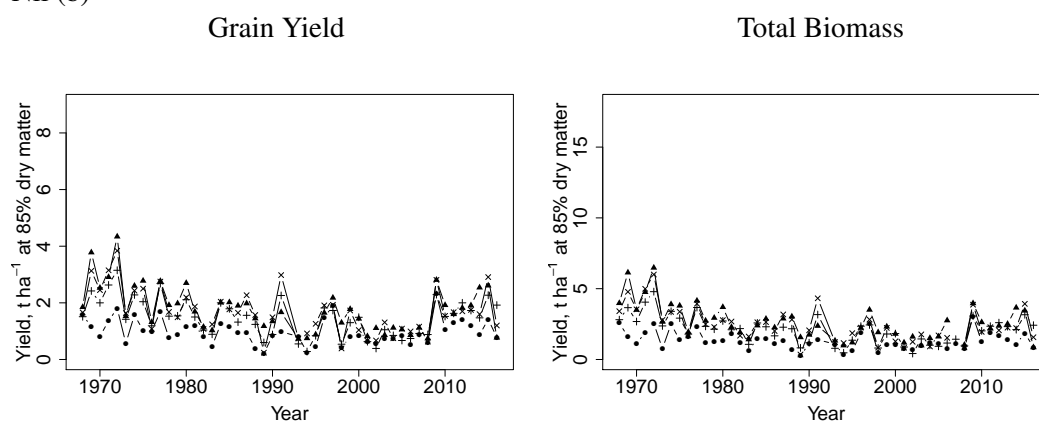 Grain Yield
Total Biomass
Yield, t ha⁻¹ at 85% dry matter
8
6
4
2
0
1970 1980 1990 2000 2010
Year
Yield, t ha⁻¹ at 85% dry matter
15
10
5
0
1970 1980 1990 2000 2010
Year